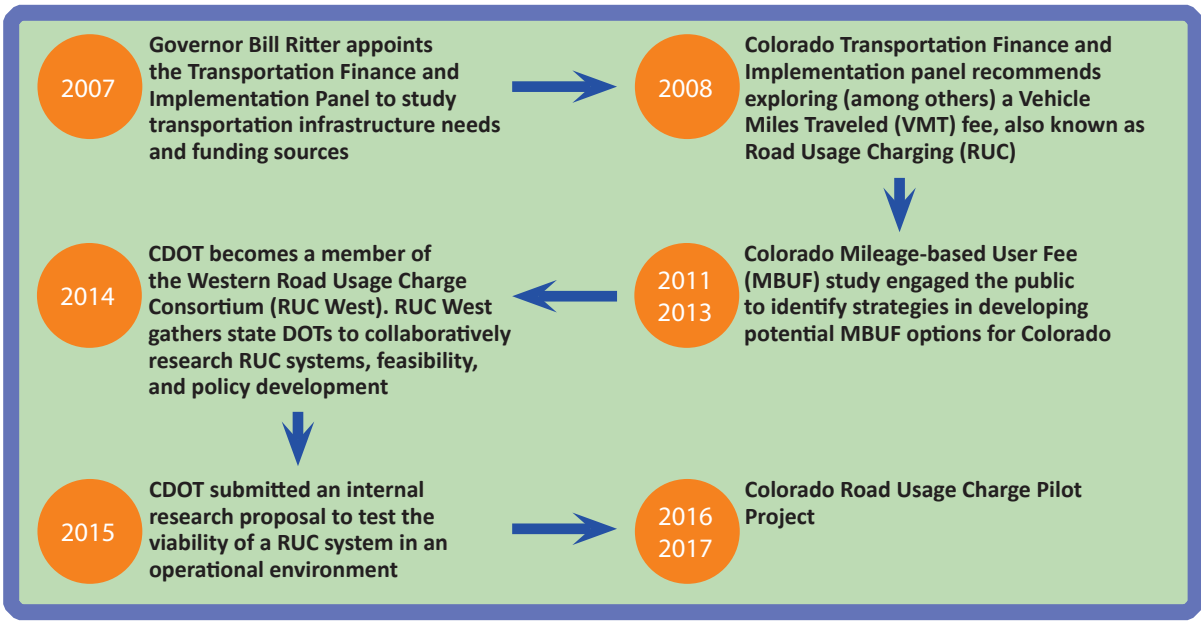 2007
Governor Bill Ritter appoints
the Transportation Finance and
Implementation Panel to study
transportation infrastructure needs
and funding sources
2008
Colorado Transportation Finance and
Implementation panel recommends
exploring (among others) a Vehicle
Miles Traveled (VMT) fee, also known as
Road Usage Charging (RUC)
2011
2013
Colorado Mileage-based User Fee
(MBUF) study engaged the public
to identify strategies in developing
potential MBUF options for Colorado
2014
CDOT becomes a member of
the Western Road Usage Charge
Consortium (RUC West). RUC West
gathers state DOTs to collaboratively
research RUC systems, feasibility,
and policy development
2015
CDOT submitted an internal
research proposal to test the
viability of a RUC system in an
operational environment
2016
2017
Colorado Road Usage Charge Pilot
Project